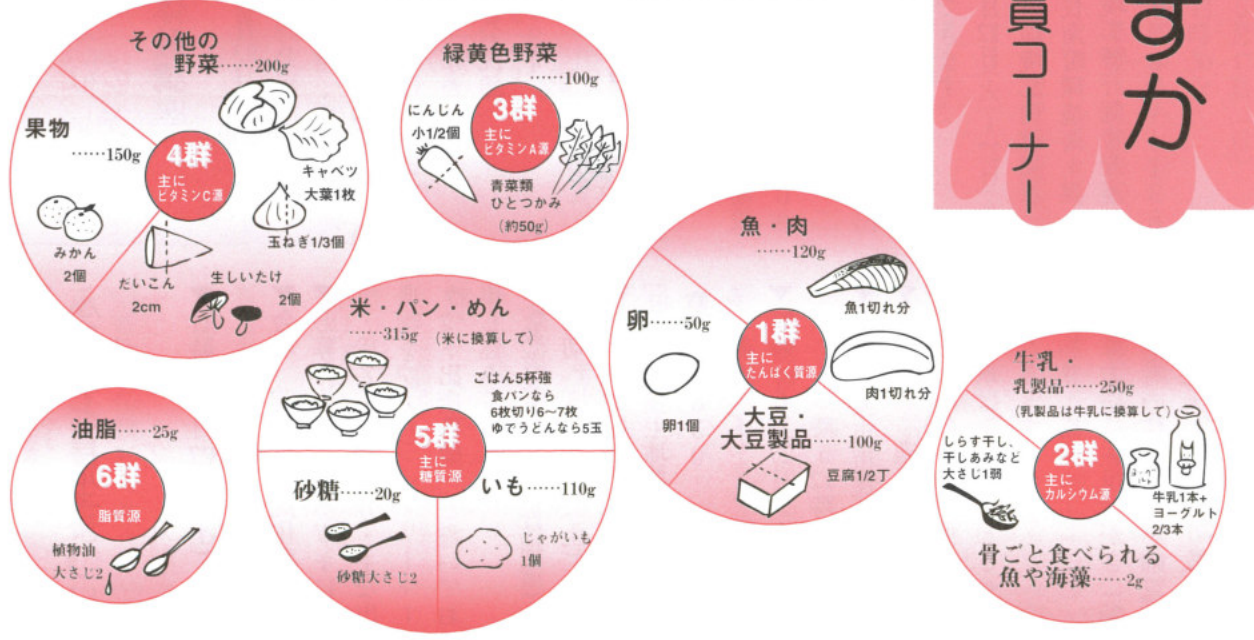 その他の
野菜……200g
果物
……150g
4群
主に
ビタミンC源
キャベツ
大葉1枚
玉ねぎ1/3個
みかん
2個
だいこん
2cm
生しいたけ
2個
緑黄色野菜
……100g
にんじん
小1/2個
3群
主に
ビタミンA源
青菜類
ひとつかみ
(約50g)
すか
員コーナー
魚・肉
……120g
魚1切れ分
卵……50g
1群
主に
たんぱく質源
肉1切れ分
卵1個
大豆・
大豆製品……100g
豆腐1/2丁
米・パン・めん
……315g (米に換算して)
ごはん5杯強
食パンなら
6枚切り6〜7枚
ゆでうどんなら5玉
5群
主に
糖質源
砂糖……20g
いも……110g
砂糖大さじ2
じゃがいも
1個
牛乳・
乳製品……250g
(乳製品は牛乳に換算して)
しらす干し、
干しあみなど
大さじ1弱
2群
主に
カルシウム源
牛乳1本+
ヨーグルト
2/3本
骨ごと食べられる
魚や海藻……2g
油脂……25g
6群
脂質源
植物油
大さじ2